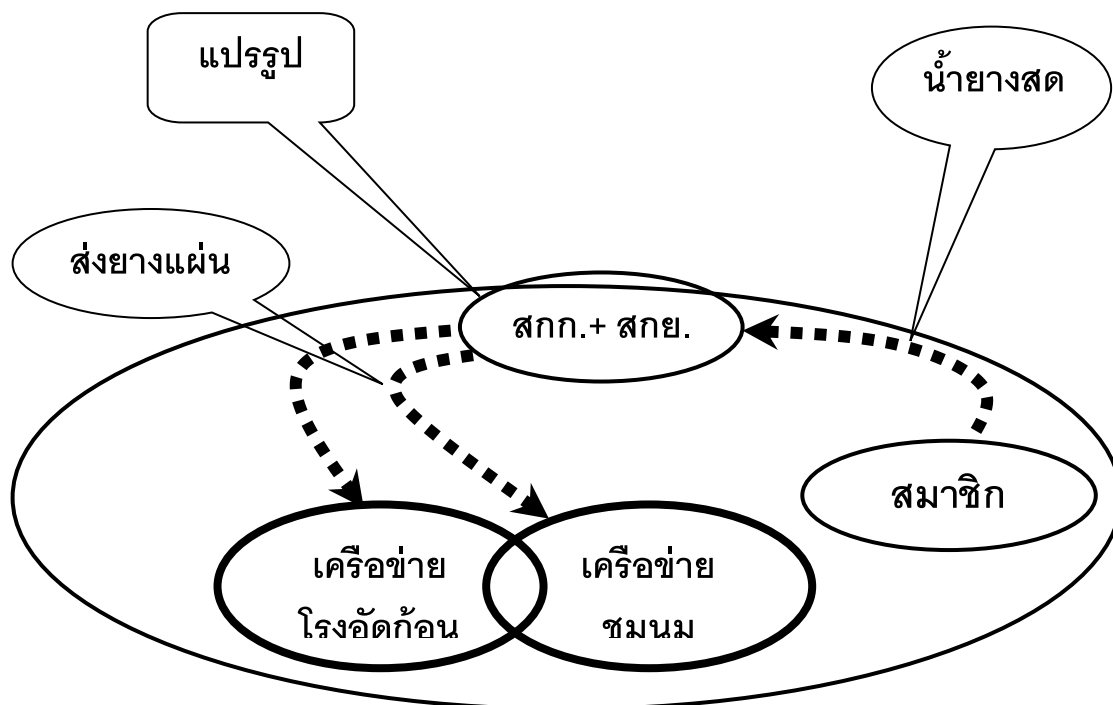 แปรรูป
น้ำยางสด
ส่งยางแผ่น
สกก.+ สกย.
สมาชิก
เครือข่าย
โรงอัดก้อน
เครือข่าย
ชมนม